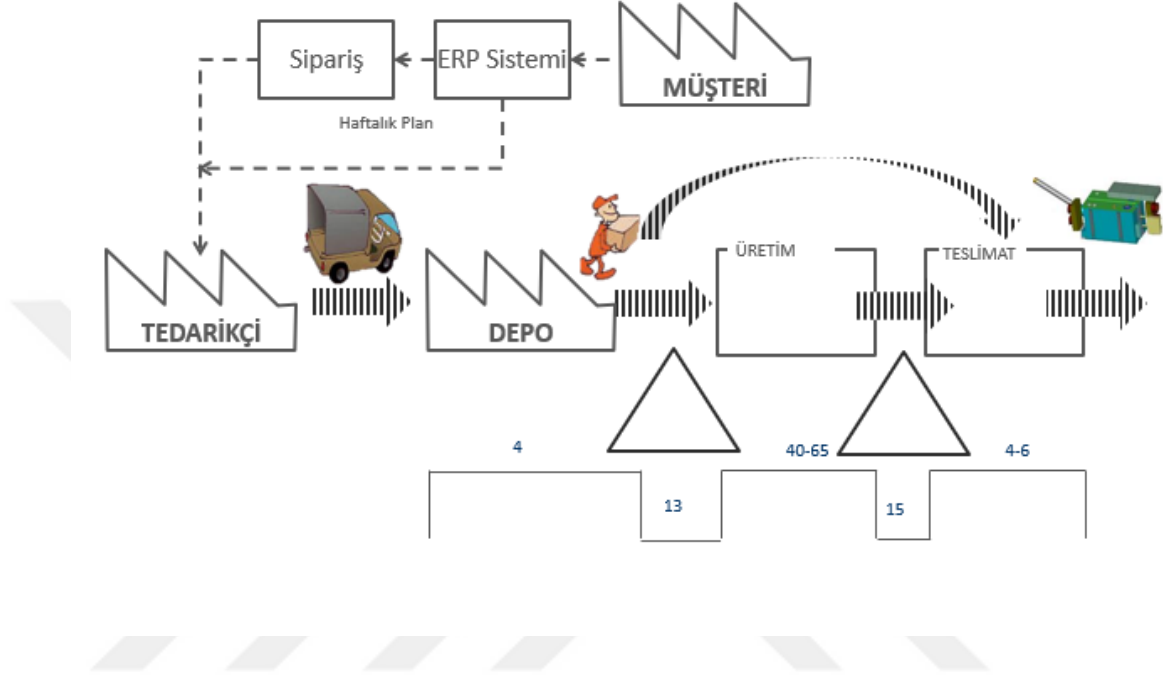 Sipariş
ERP Sistemi
MÜŞTERİ
Haftalık Plan
TEDARİKÇİ
DEPO
ÜRETİM
TESLİMAT
4
13
40-65
15
4-6